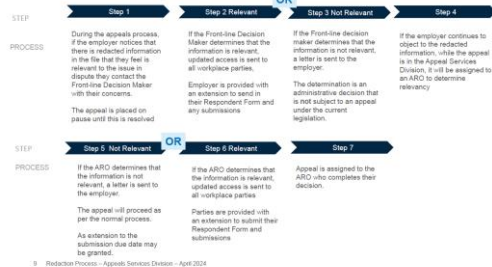 OR
STEP
Step 1
Step 2 Relevant
Step 3 Not Relevant
Step 4
PROCESS
During the appeals process,
if the employer notices that
there is redacted information
in the file that they feel is
relevant to the issue in
dispute they contact the
Front-line Decision Maker
with their concerns.
The appeal is placed on
pause until this is resolved
If the Front-line Decision
Maker determines that the
information is relevant,
updated access is sent to
all workplace parties,
Employer is provided with
an extension to send in
their Respondent Form and
any submissions
If the Front-line Decision
maker determines that the
information is not relevant,
a letter is sent to the
employer.
The determination is an
administrative decision that
is not subject to an appeal
under the current
legislation.
If the employer continues to
object to the redacted
information, while the appeal
is in the Appeal Services
Division, it will be assigned to
an ARO to determine
relevancy
STEP
Step 5 Not Relevant
OR
Step 6 Relevant
Step 7
PROCESS
If the ARO determines that
the information is not
relevant, a letter is sent to
the employer.
The appeal will proceed as
per the normal process.
As extension to the
submission due date may
be granted.
If the ARO determines that
the information is relevant,
updated access is sent to
all workplace parties
Parties are provided with
an extension to submit their
Respondent Form and
submissions
Appeal is assigned to the
ARO who completes their
decision.
9 Redaction Process – Appeals Services Division – April 2024